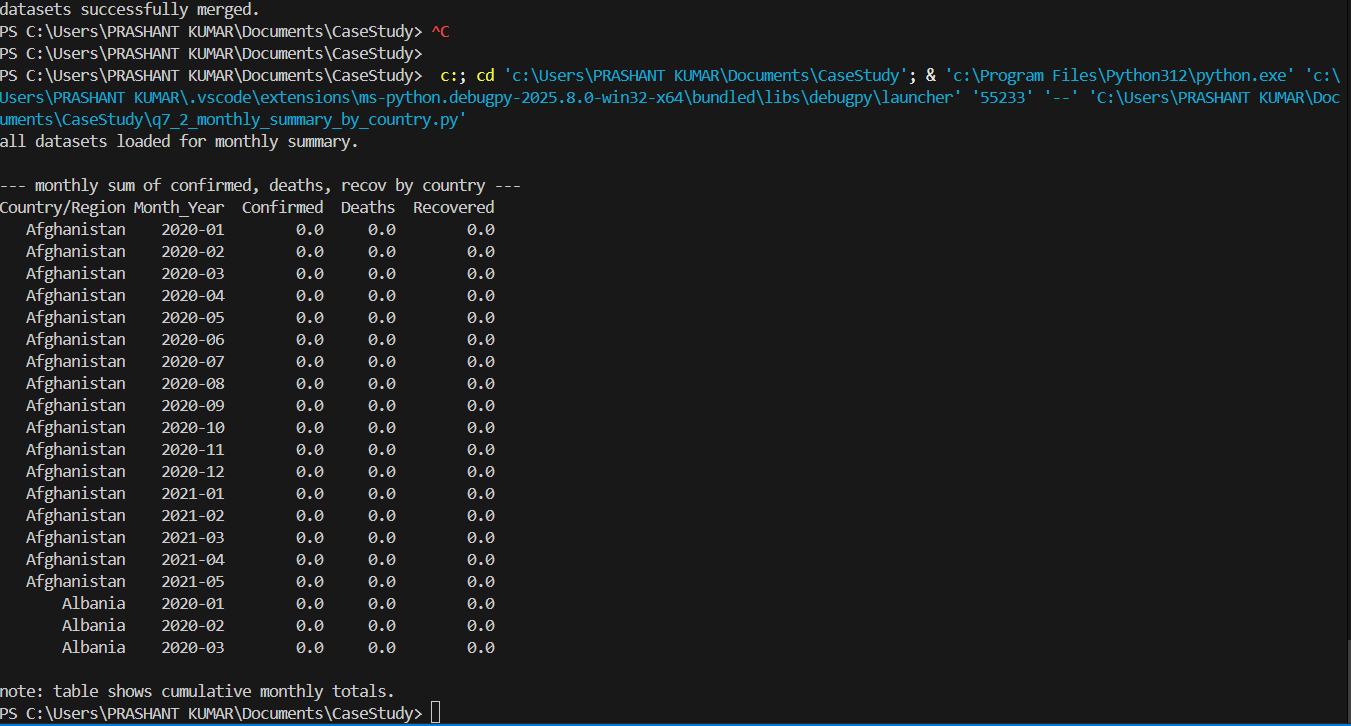 datasets successfully merged.
PS C:\Users\PRASHANT KUMAR\Documents\CaseStudy> ^C
PS C:\Users\PRASHANT KUMAR\Documents\CaseStudy>
PS C:\Users\PRASHANT KUMAR\Documents\CaseStudy>  c:; cd 'c:\Users\PRASHANT KUMAR\Documents\CaseStudy'; & 'c:\Program Files\Python312\python.exe' 'c:\
Users\PRASHANT KUMAR\.vscode\extensions\ms-python.debugpy-2025.8.0-win32-x64\bundled\libs\debugpy\launcher' '55233' '--' 'C:\Users\PRASHANT KUMAR\Doc
uments\CaseStudy\q7_2_monthly_summary_by_country.py'
all datasets loaded for monthly summary.

--- monthly sum of confirmed, deaths, recov by country ---
Country/Region Month_Year  Confirmed  Deaths  Recovered
   Afghanistan    2020-01        0.0     0.0        0.0
   Afghanistan    2020-02        0.0     0.0        0.0
   Afghanistan    2020-03        0.0     0.0        0.0
   Afghanistan    2020-04        0.0     0.0        0.0
   Afghanistan    2020-05        0.0     0.0        0.0
   Afghanistan    2020-06        0.0     0.0        0.0
   Afghanistan    2020-07        0.0     0.0        0.0
   Afghanistan    2020-08        0.0     0.0        0.0
   Afghanistan    2020-09        0.0     0.0        0.0
   Afghanistan    2020-10        0.0     0.0        0.0
   Afghanistan    2020-11        0.0     0.0        0.0
   Afghanistan    2020-12        0.0     0.0        0.0
   Afghanistan    2021-01        0.0     0.0        0.0
   Afghanistan    2021-02        0.0     0.0        0.0
   Afghanistan    2021-03        0.0     0.0        0.0
   Afghanistan    2021-04        0.0     0.0        0.0
   Afghanistan    2021-05        0.0     0.0        0.0
       Albania    2020-01        0.0     0.0        0.0
       Albania    2020-02        0.0     0.0        0.0
       Albania    2020-03        0.0     0.0        0.0

note: table shows cumulative monthly totals.
PS C:\Users\PRASHANT KUMAR\Documents\CaseStudy>